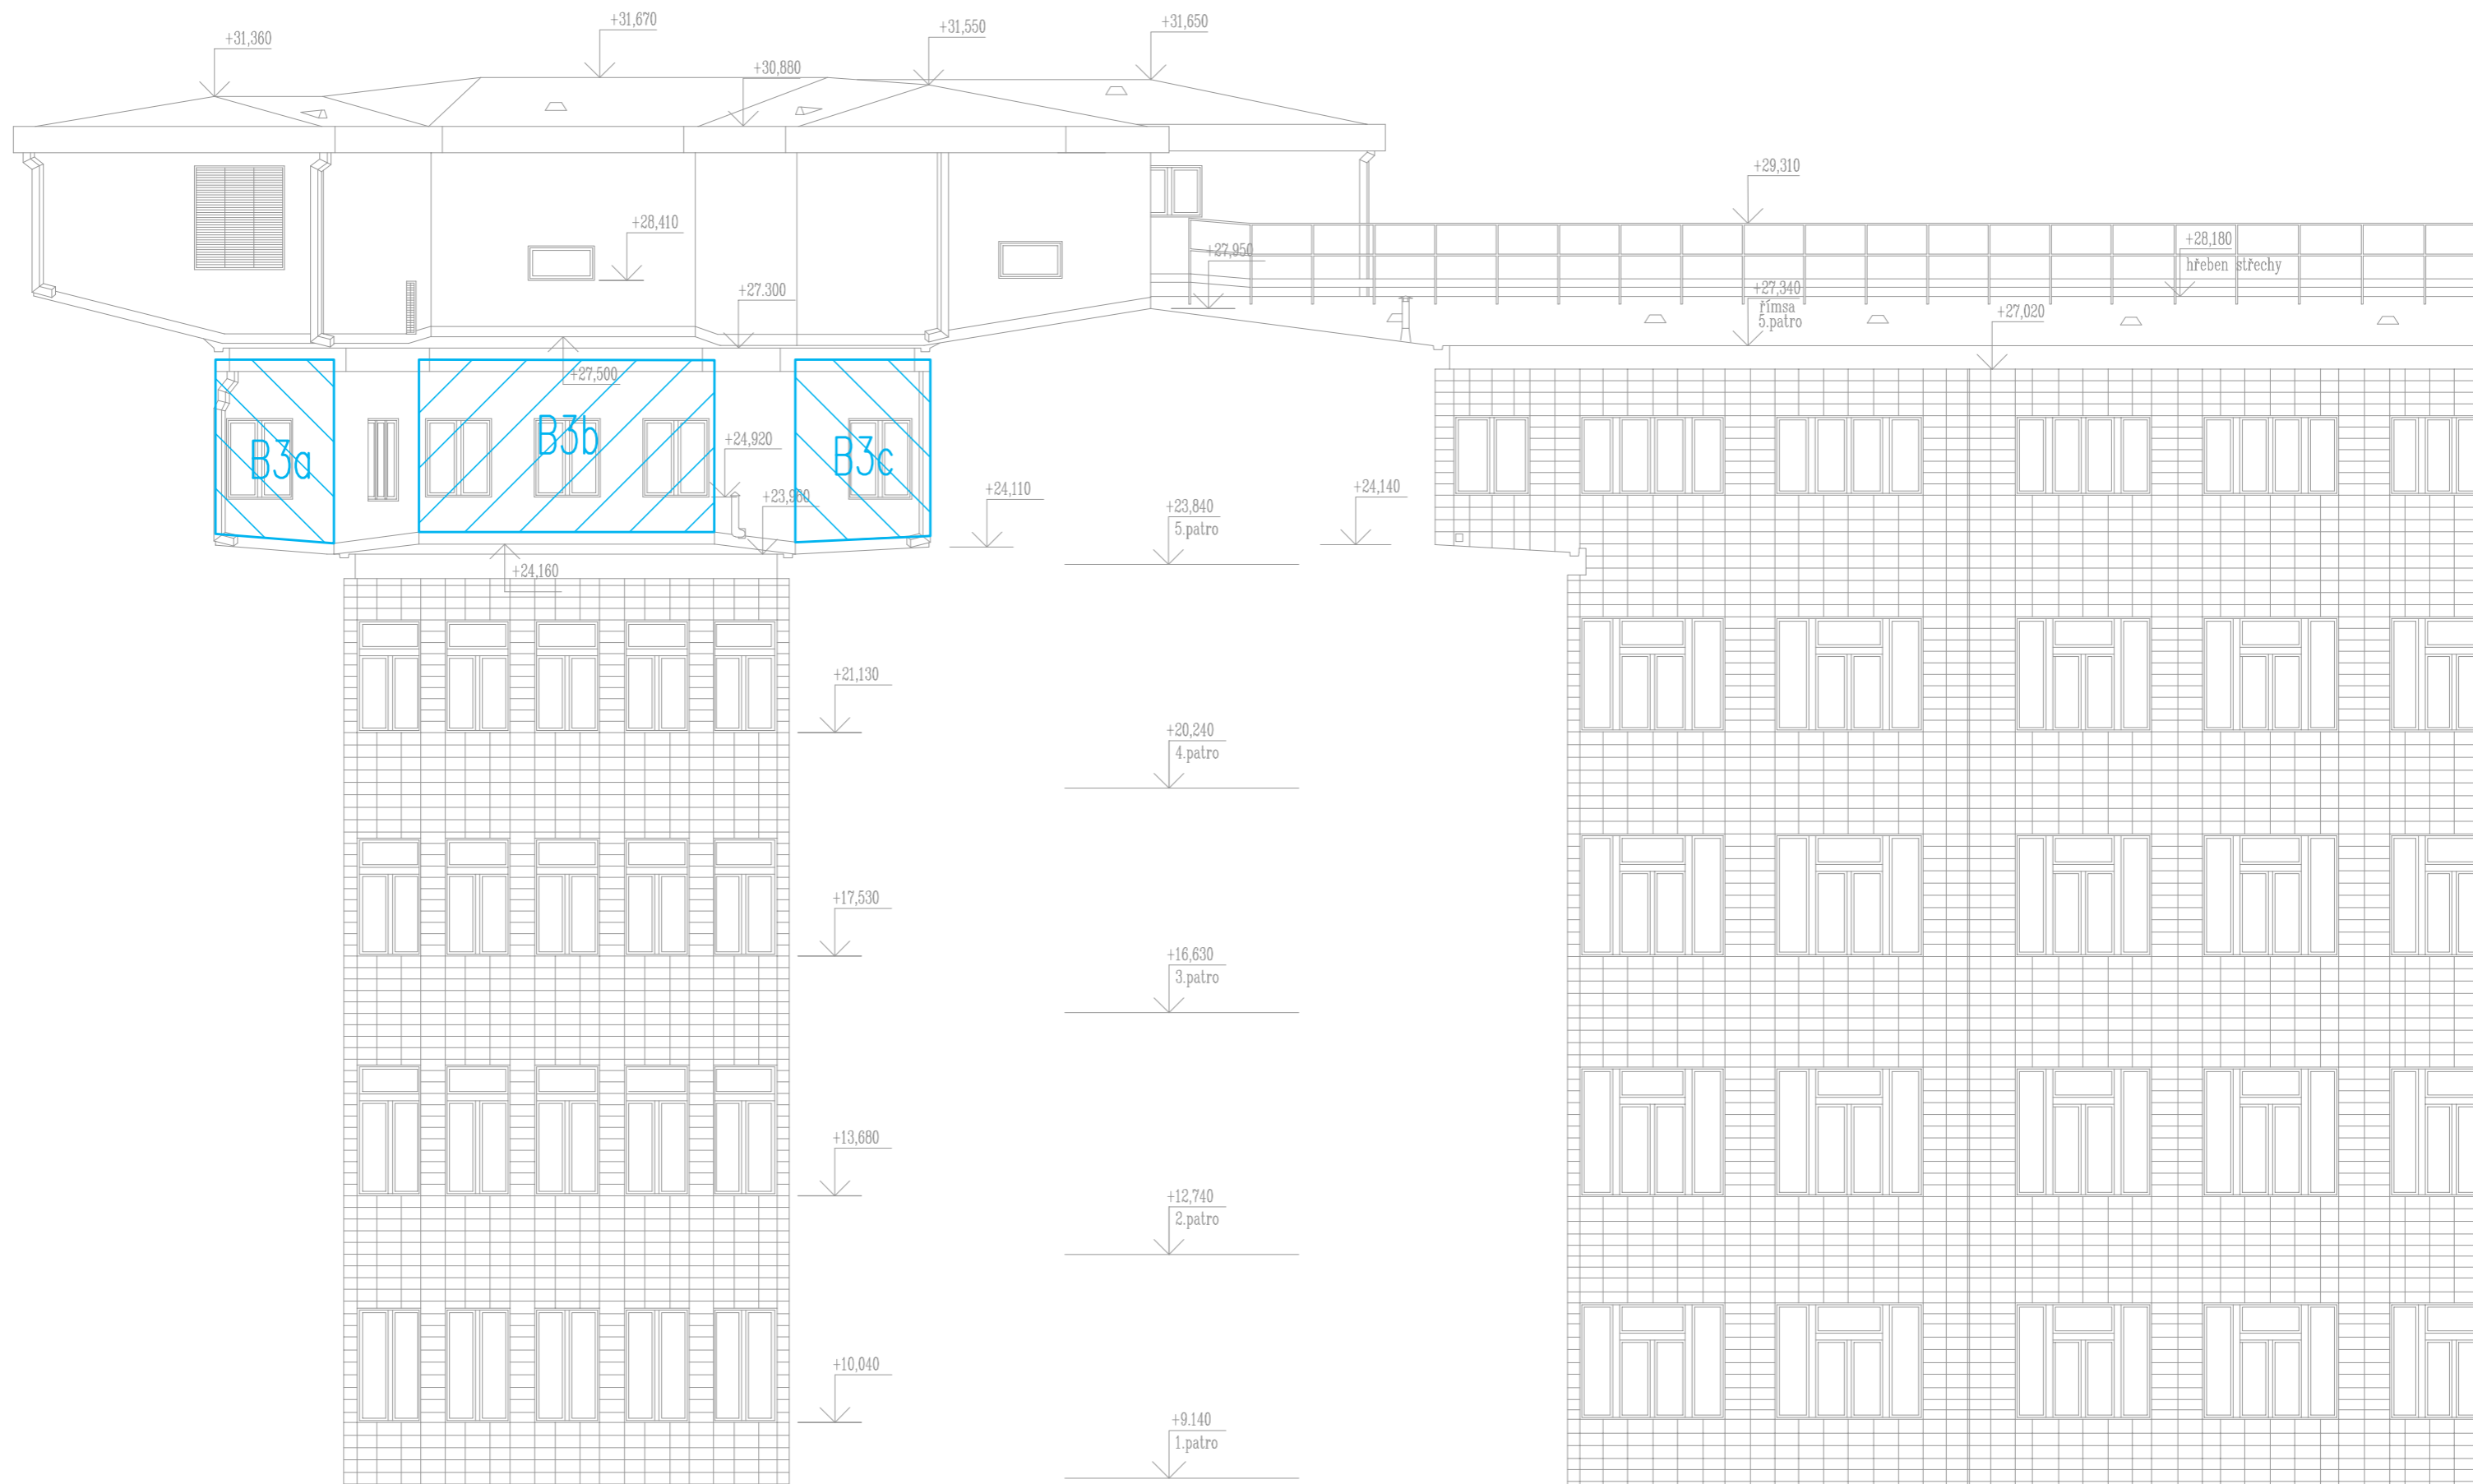 +31,670
+31,650
+31,550
+31,360
+30,880
+29,310
+28,410
+28,180
hřeben střechy
+27,950
+27.300
+27,340
římsa
5.patro
+27,020
+27,500
B3a
B3b
B3c
+24,920
+23,980
+24,110
+24,140
+23,840
5.patro
+24,160
+21,130
+20,240
4.patro
+17,530
+16,630
3.patro
+13,680
+12,740
2.patro
+10,040
+9.140
1.patro